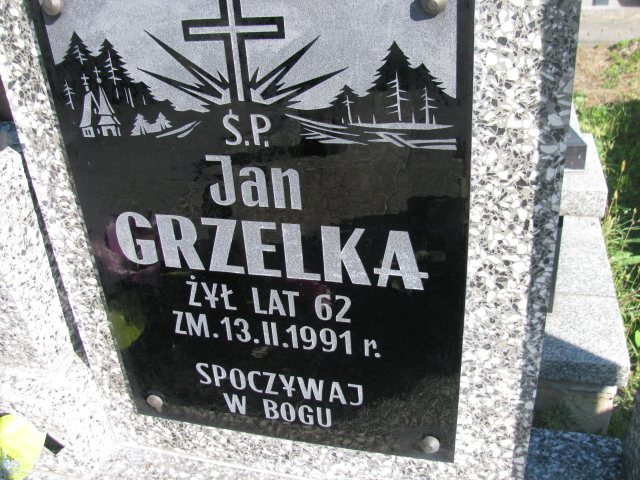 Ś.P.
Jan
GRZELKA
ŻYŁ LAT 62
ZM. 13.II.1991 r.
SPOCZYWAJ
W BOGU